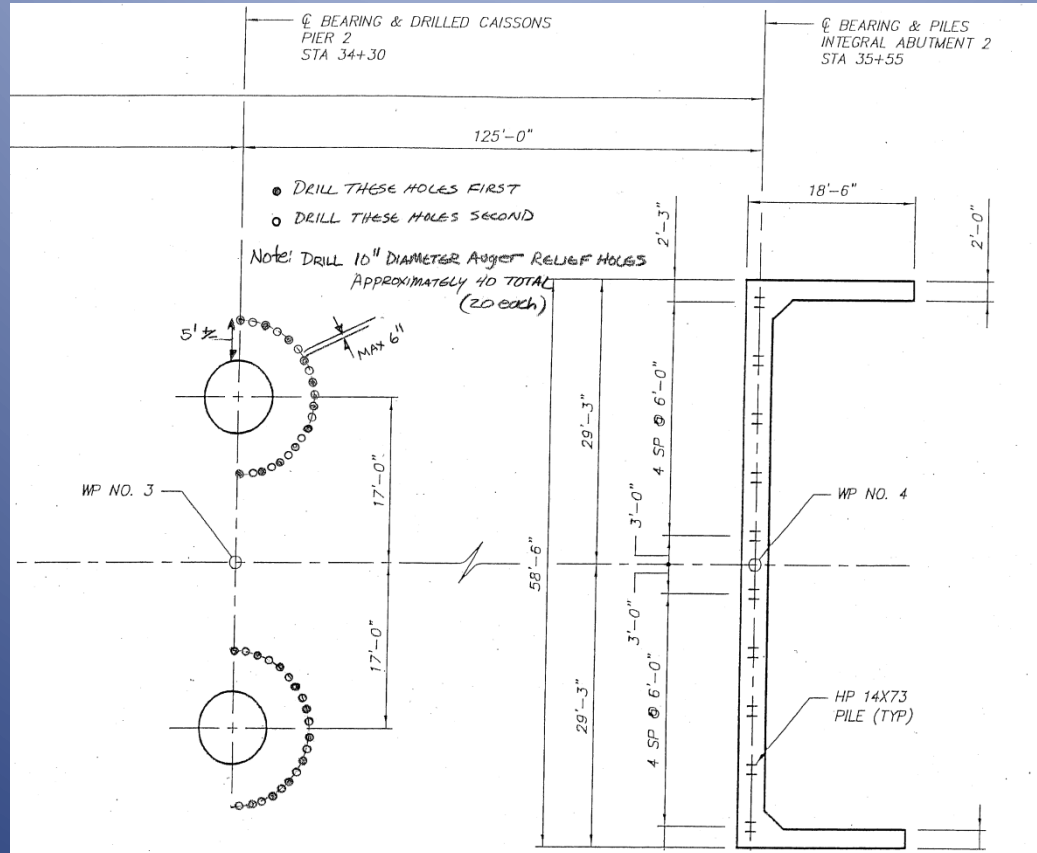 ℄ BEARING & DRILLED CAISSONS
PIER 2
STA 34+30
℄ BEARING & PILES
INTEGRAL ABUTMENT 2
STA 35+55
125'-0"
DRILL THESE HOLES FIRST
DRILL THESE HOLES SECOND
Note: DRILL 10" DIAMETER Auger RELIEF HOLES
APPROXIMATELY 40 TOTAL
(20 each)
18'-6"
2'-3"
2'-0"
5' ±
MAX 6"
17'-0"
17'-0"
WP NO. 3
58'-6"
29'-3"
29'-3"
4 SP @ 6'-0"
3'-0"
3'-0"
4 SP @ 6'-0"
WP NO. 4
HP 14X73
PILE (TYP)